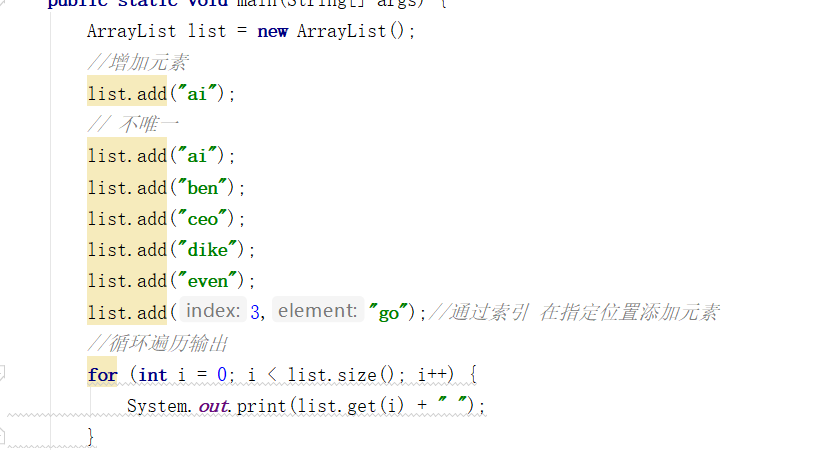 public static void main(String[] args) {
ArrayList list = new ArrayList();
//增加元素
list.add("ai");
// 不唯一
list.add("ai");
list.add("ben");
list.add("ceo");
list.add("dike");
list.add("even");
list.add( index: 3, element: "go");//通过索引 在指定位置添加元素
//循环遍历输出
for (int i = 0; i < list.size(); i++) {
System.out.print(list.get(i) + " ");
}